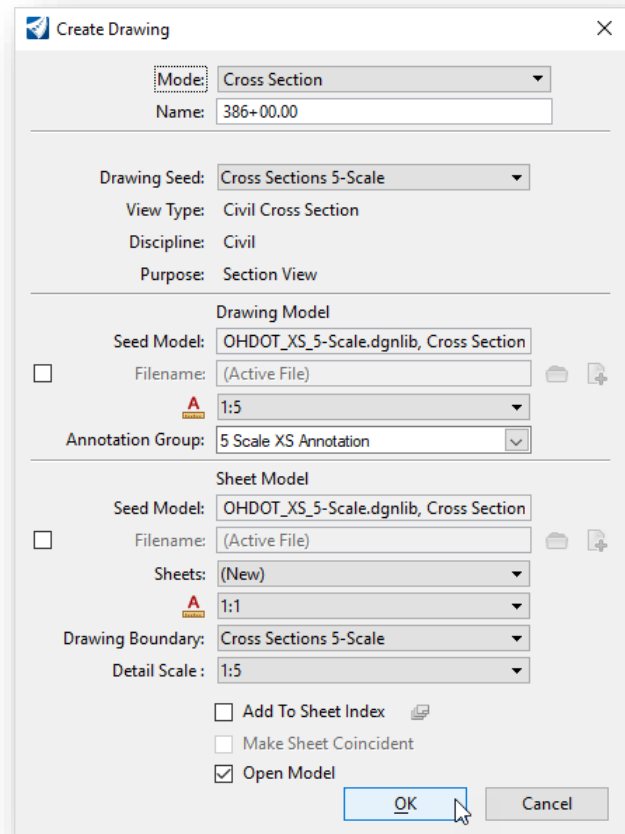 Create Drawing
Mode: Cross Section
Name: 386+00.00
Drawing Seed: Cross Sections 5-Scale
View Type: Civil Cross Section
Discipline: Civil
Purpose: Section View
Drawing Model
Seed Model: OHDOT_XS_5-Scale.dgnlib, Cross Section
Filename: (Active File)
A 1:5
Annotation Group: 5 Scale XS Annotation
Sheet Model
Seed Model: OHDOT_XS_5-Scale.dgnlib, Cross Section
Filename: (Active File)
Sheets: (New)
A 1:1
Drawing Boundary: Cross Sections 5-Scale
Detail Scale : 1:5
Add To Sheet Index
Make Sheet Coincident
Open Model
OK Cancel